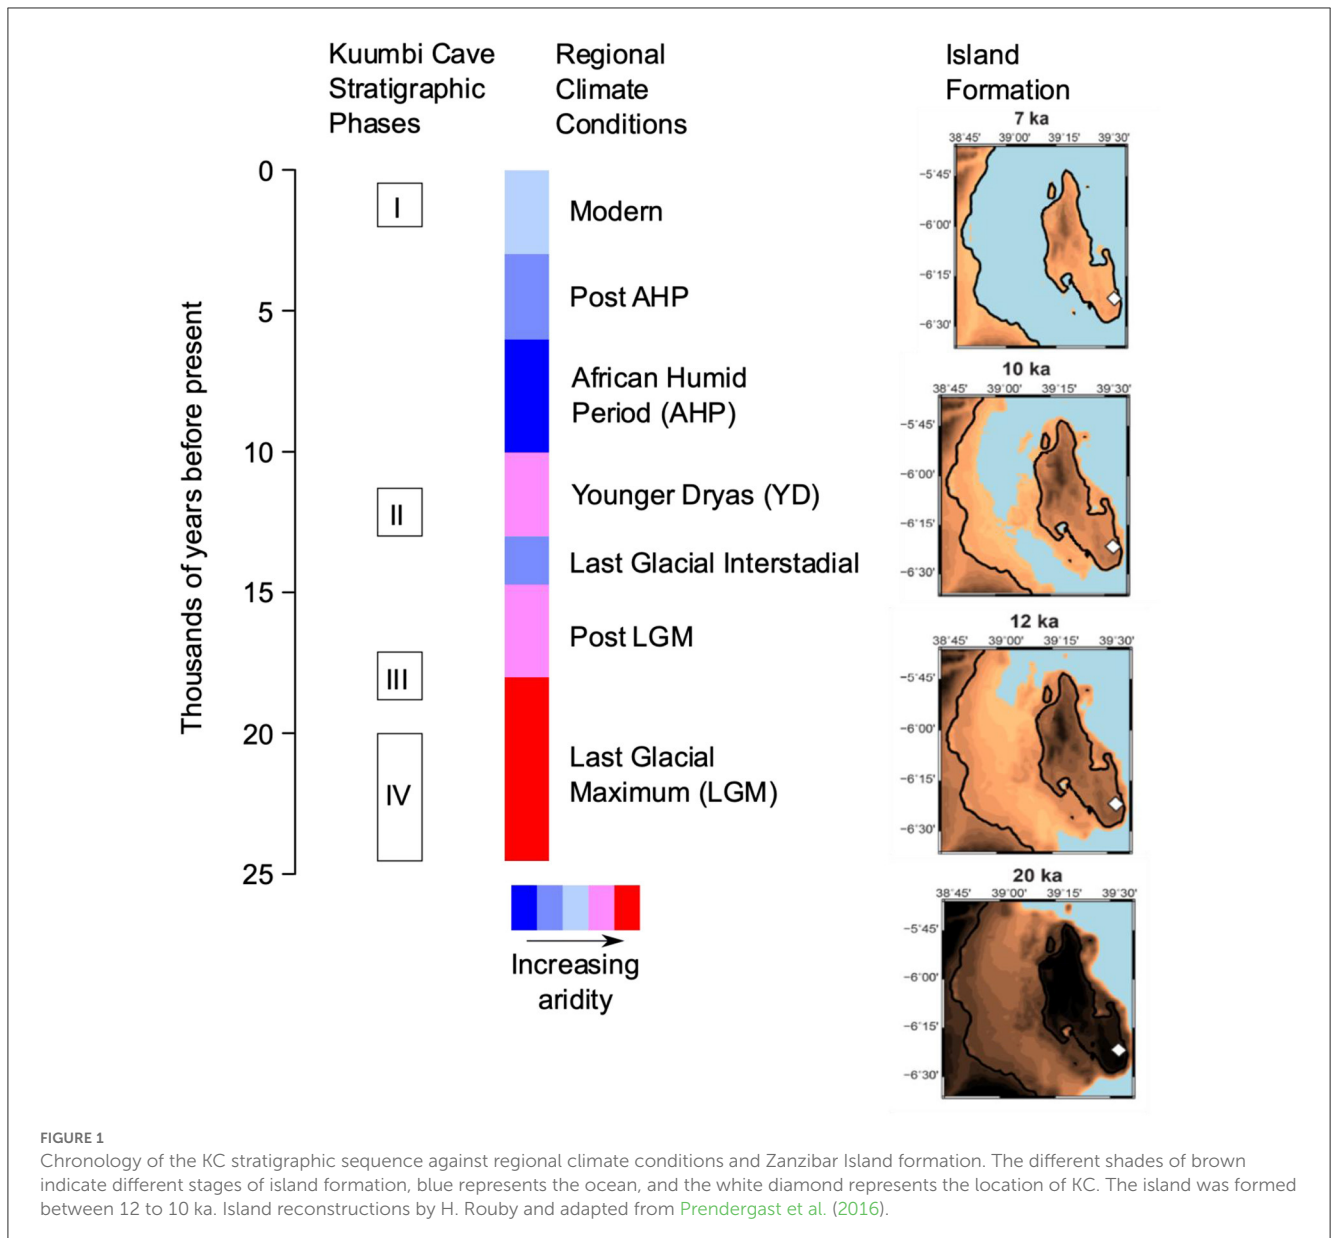 Kuumbi Cave
Stratigraphic
Phases
Regional
Climate
Conditions
Island
Formation
Thousands of years before present
0
5
10
15
20
25
I
II
III
IV
Modern
Post AHP
African Humid
Period (AHP)
Younger Dryas (YD)
Last Glacial Interstadial
Post LGM
Last Glacial
Maximum (LGM)
Increasing
aridity
7 ka
38˚45' 39˚00' 39˚15' 39˚30'
−5˚45'
−6˚00'
−6˚15'
−6˚30'
10 ka
38˚45' 39˚00' 39˚15' 39˚30'
−5˚45'
−6˚00'
−6˚15'
−6˚30'
12 ka
38˚45' 39˚00' 39˚15' 39˚30'
−5˚45'
−6˚00'
−6˚15'
−6˚30'
20 ka
38˚45' 39˚00' 39˚15' 39˚30'
−5˚45'
−6˚00'
−6˚15'
−6˚30'
FIGURE 1
Chronology of the KC stratigraphic sequence against regional climate conditions and Zanzibar Island formation. The different shades of brown
indicate different stages of island formation, blue represents the ocean, and the white diamond represents the location of KC. The island was formed
between 12 to 10 ka. Island reconstructions by H. Rouby and adapted from Prendergast et al. (2016).